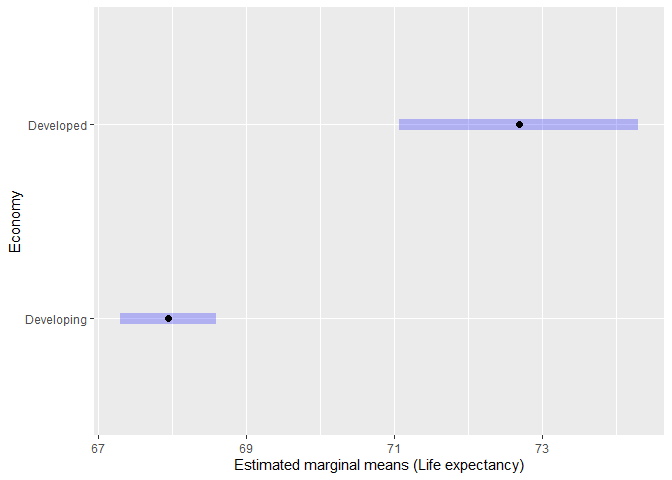 Developed
Economy
Developing
67 69 71 73
Estimated marginal means (Life expectancy)